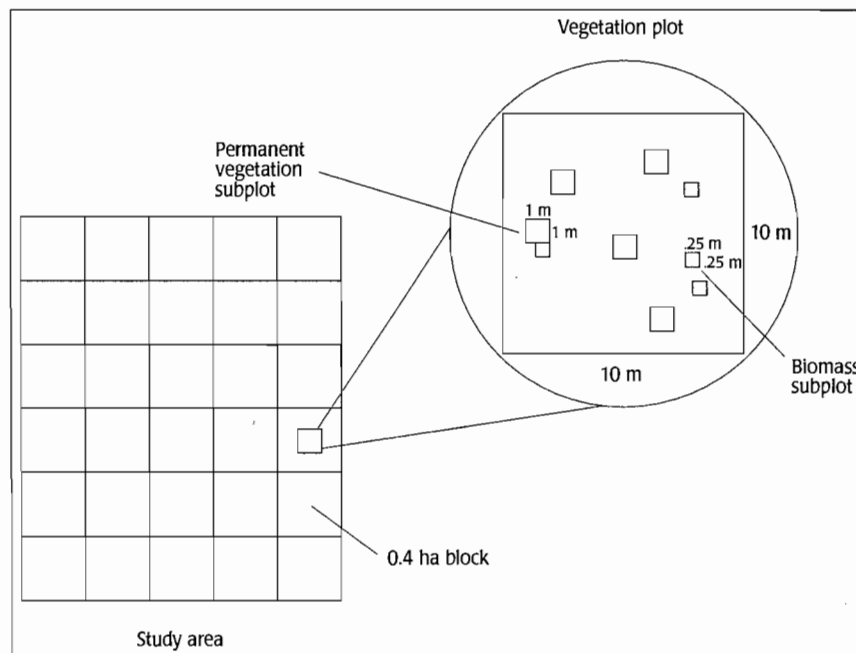 Vegetation plot
Permanent
vegetation
subplot
1 m
1 m
.25 m
.25 m
10 m
10 m
Biomass
subplot
0.4 ha block
Study area